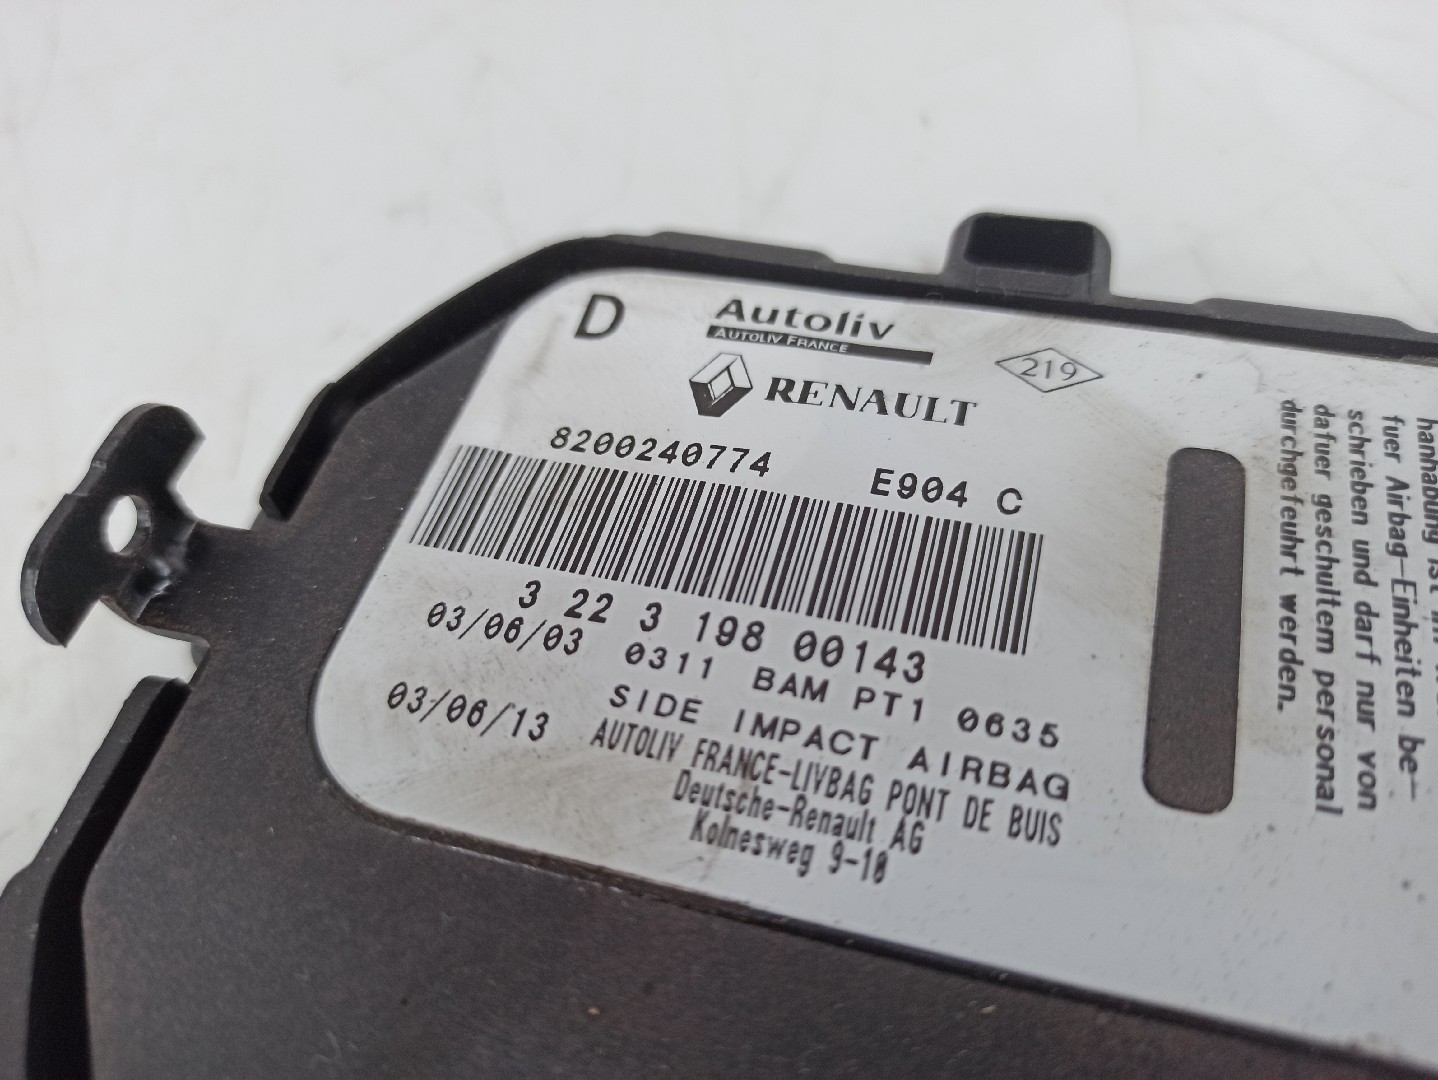 D
Autoliv
AUTOLIV FRANCE
RENAULT
219
8200240774 E904 C
3 22 3 198 00143
03/06/03 0311 BAM PT1 0635
03/06/13 SIDE IMPACT AIRBAG
AUTOLIV FRANCE-LIVBAG PONT DE BUIS
Deutsche-Renault AG
Kolnesweg 9-10
hanhabung ist
fuer Airbag-Einheiten be-
schrieben und darf nur von
dafuer geschultem personal
durchgefeuhrt werden.